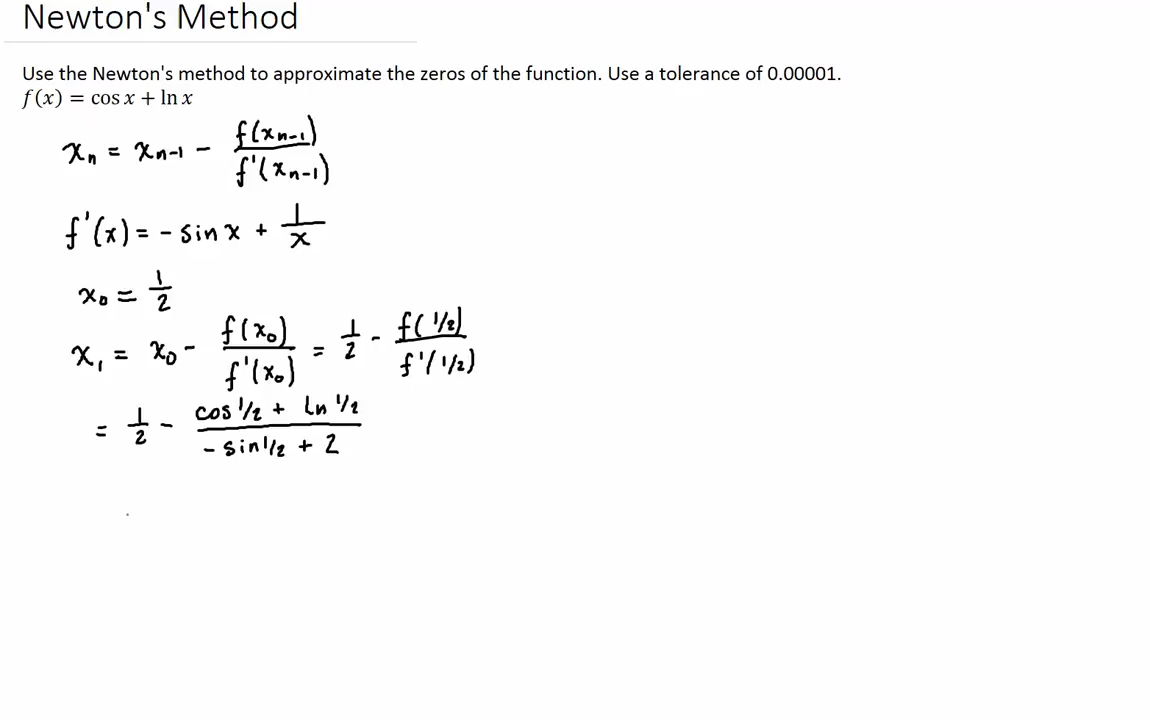 Newton's Method
Use the Newton's method to approximate the zeros of the function. Use a tolerance of 0.00001.
f(x) = cos x + ln x
xₙ = xₙ₋₁ − f(xₙ₋₁) / f'(xₙ₋₁)
f'(x) = - sin x + 1/x
x₀ = 1/2
x₁ = x₀ − f(x₀) / f'(x₀) = 1/2 - f(1/2) / f'(1/2)
= 1/2 − (cos 1/2 + ln 1/2) / (- sin 1/2 + 2)